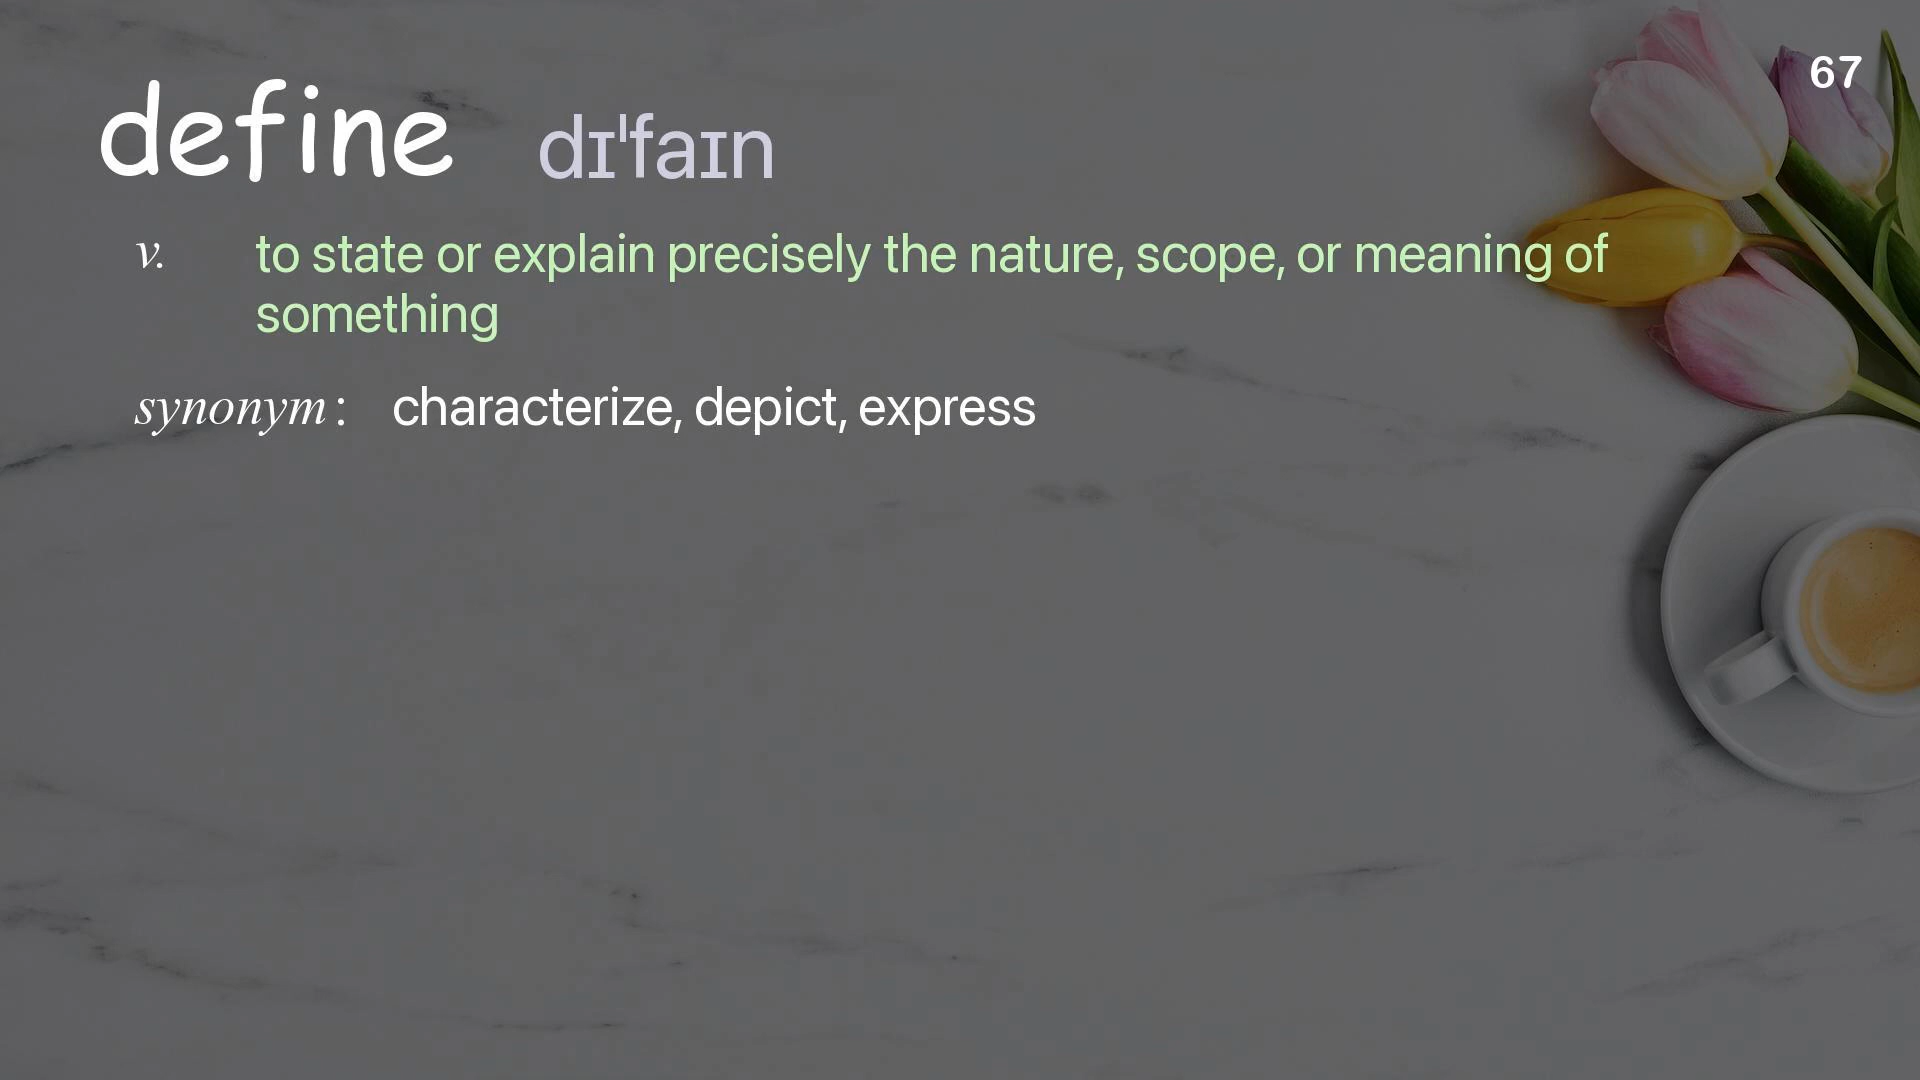 67
define dɪˈfaɪn
v. to state or explain precisely the nature, scope, or meaning of
something
synonym : characterize, depict, express